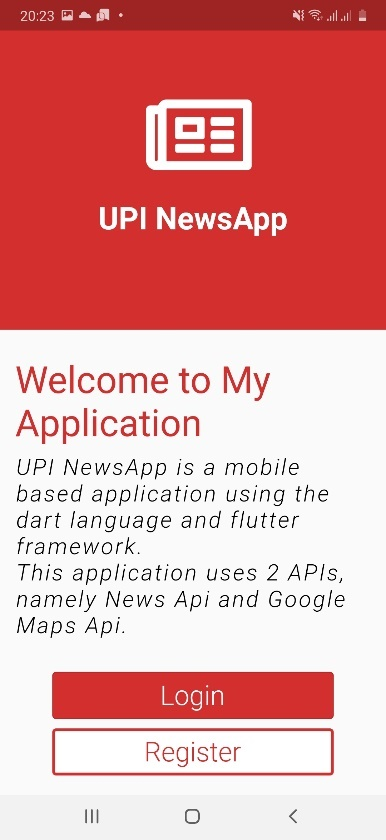 20:23
UPI NewsApp
Welcome to My
Application
UPI NewsApp is a mobile
based application using the
dart language and flutter
framework.
This application uses 2 APIs,
namely News Api and Google
Maps Api.
Login
Register